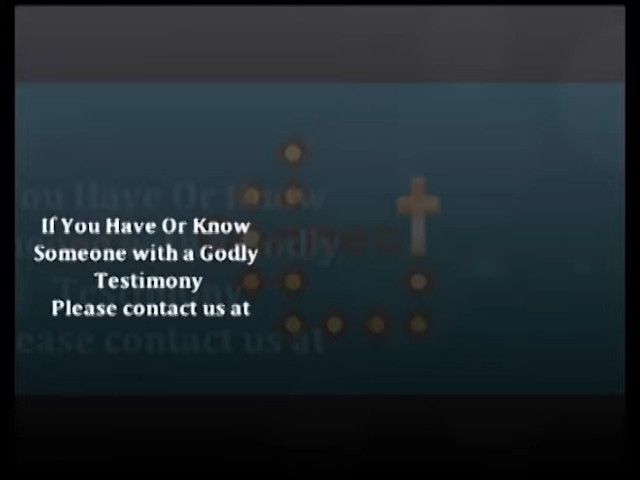 If You Have Or Know
Someone with a Godly
Testimony
Please contact us at